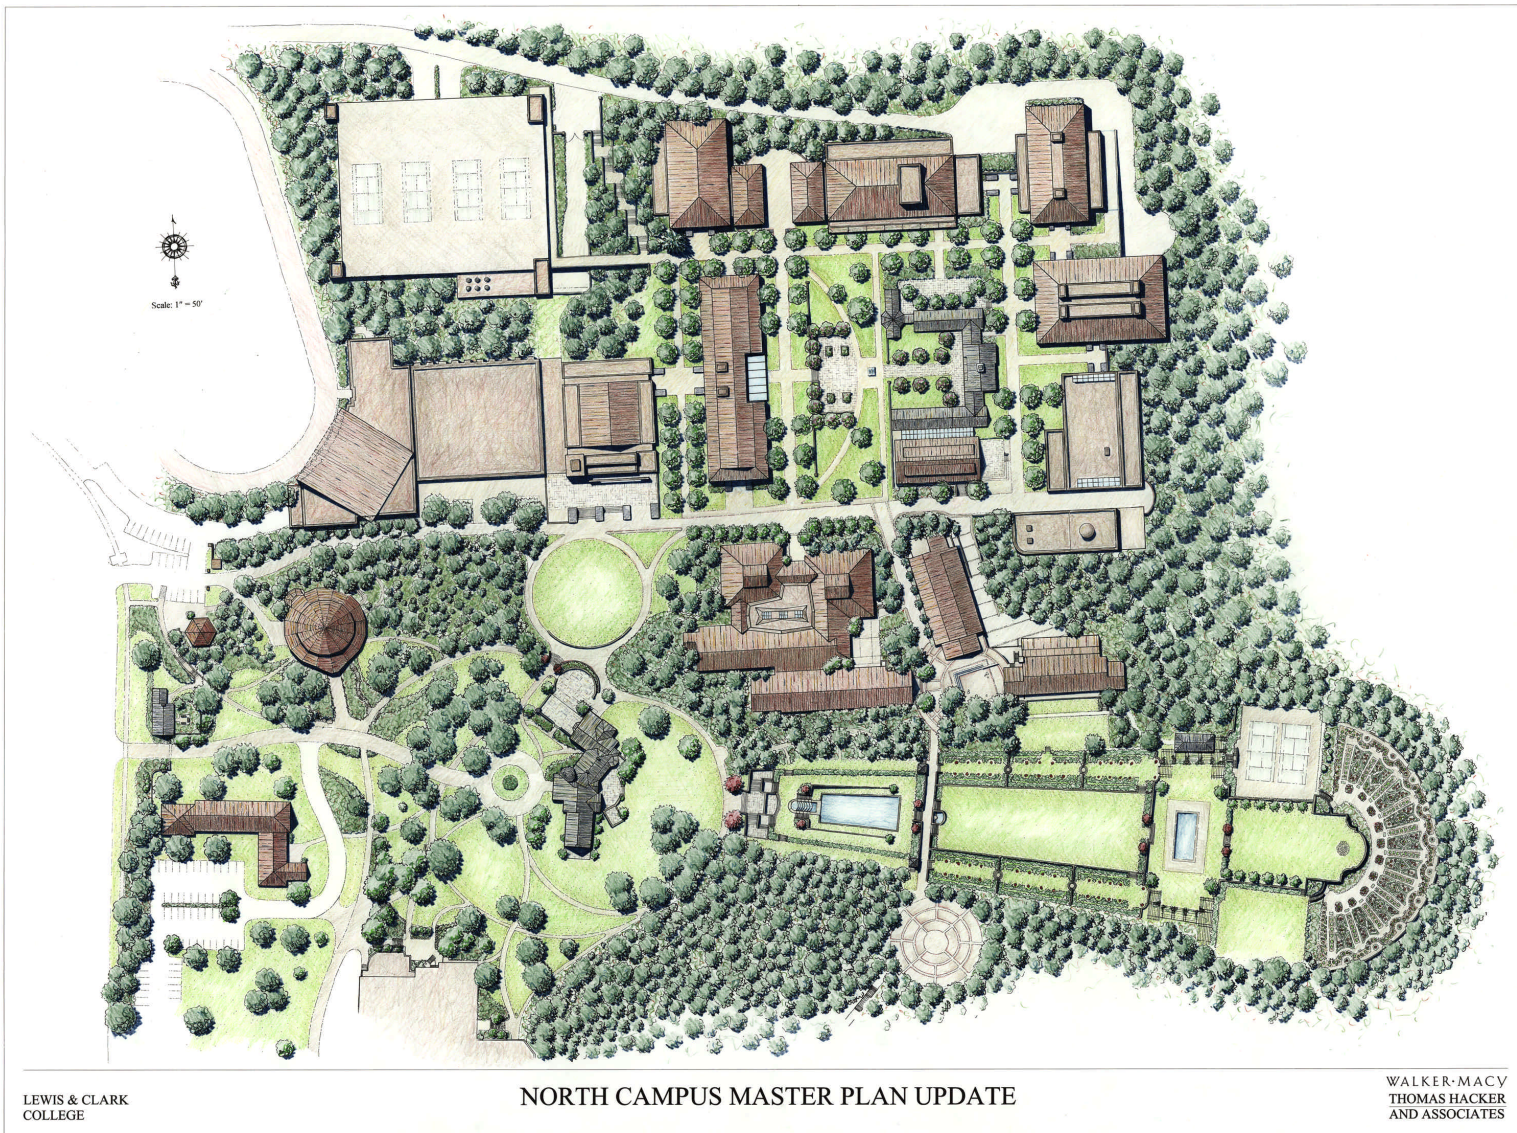 Scale: 1" = 50'
LEWIS & CLARK
COLLEGE
NORTH CAMPUS MASTER PLAN UPDATE
WALKER·MACY
THOMAS HACKER
AND ASSOCIATES